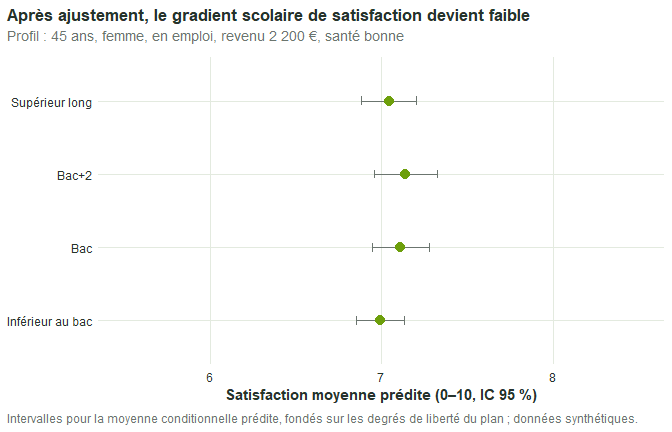 Après ajustement, le gradient scolaire de satisfaction devient faible
Profil : 45 ans, femme, en emploi, revenu 2 200 €, santé bonne
Supérieur long
Bac+2
Bac
Inférieur au bac
6
7
8
Satisfaction moyenne prédite (0–10, IC 95 %)
Intervalles pour la moyenne conditionnelle prédite, fondés sur les degrés de liberté du plan ; données synthétiques.